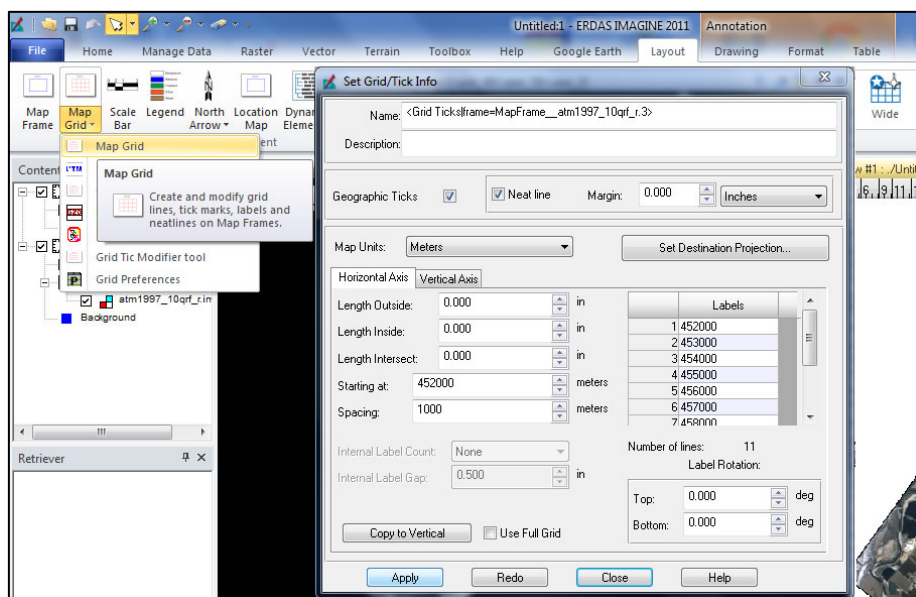 Untitled:1 - ERDAS IMAGINE 2011
Annotation
File Home Manage Data Raster Vector Terrain Toolbox Help Google Earth Layout Drawing Format Table
Map Frame
Map Grid
Scale Bar
Legend
North Arrow
Location Map
Wide
Map Grid
Map Grid
Create and modify grid
lines, tick marks, labels and
neatlines on Map Frames.
Grid Tic Modifier tool
Grid Preferences
atm1997_10qrf_r.im
Background
Retriever
Set Grid/Tick Info
Name: <Grid Ticks|frame=MapFrame__atm1997_10qrf_r.3>
Description:
Geographic Ticks Neat line Margin: 0.000 Inches
Map Units: Meters Set Destination Projection...
Horizontal Axis Vertical Axis
Length Outside: 0.000 in
Length Inside: 0.000 in
Length Intersect: 0.000 in
Starting at: 452000 meters
Spacing: 1000 meters
Internal Label Count: None
Internal Label Gap: 0.500 in
Copy to Vertical Use Full Grid
Labels
1 452000
2 453000
3 454000
4 455000
5 456000
6 457000
7 458000
Number of lines: 11
Label Rotation:
Top: 0.000 deg
Bottom: 0.000 deg
Apply Redo Close Help